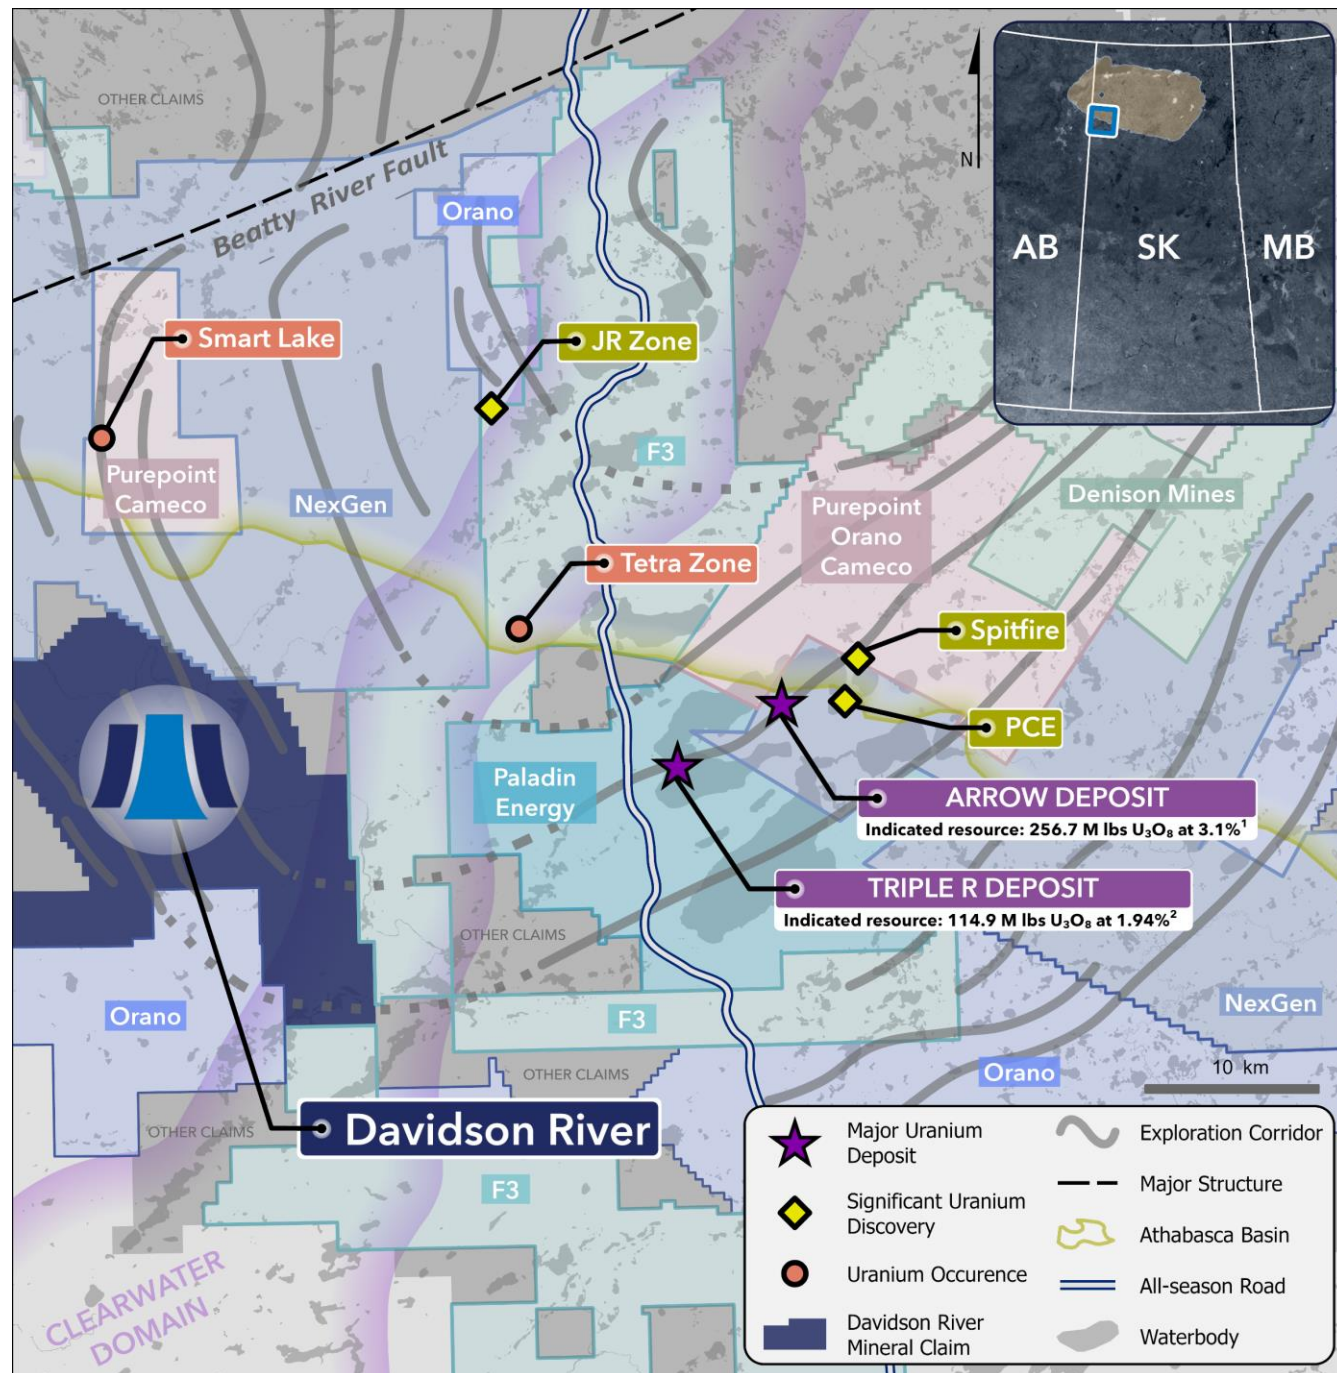 OTHER CLAIMS
Beatty River Fault
Orano
N
AB
SK
MB
Smart Lake
JR Zone
F3
Purepoint
Cameco
NexGen
Purepoint
Orano
Cameco
Denison Mines
Tetra Zone
Spitfire
PCE
Paladin
Energy
ARROW DEPOSIT
Indicated resource: 256.7 M lbs U₃O₈ at 3.1%¹
TRIPLE R DEPOSIT
Indicated resource: 114.9 M lbs U₃O₈ at 1.94%²
OTHER CLAIMS
Orano
F3
NexGen
OTHER CLAIMS
Orano
10 km
OTHER CLAIMS
Davidson River
F3
CLEARWATER
DOMAIN
Major Uranium
Deposit
Significant Uranium
Discovery
Uranium Occurence
Davidson River
Mineral Claim
Exploration Corridor
Major Structure
Athabasca Basin
All-season Road
Waterbody